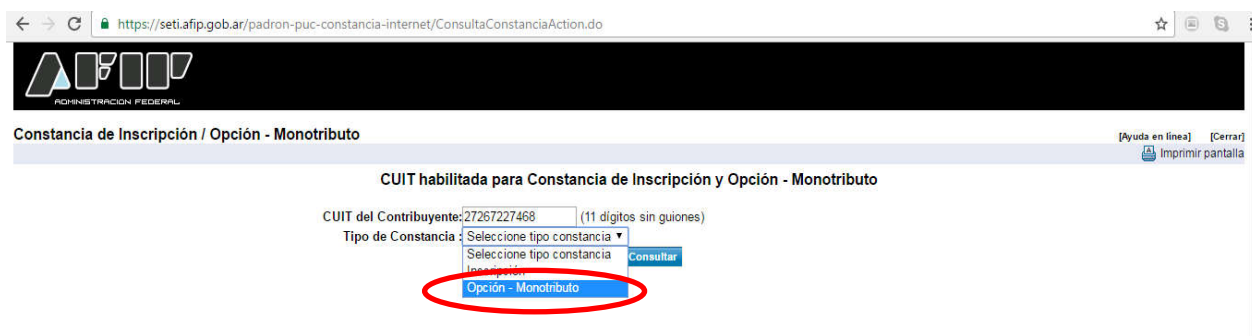 https://seti.afip.gob.ar/padron-puc-constancia-internet/ConsultaConstanciaAction.do
AFIP
ADMINISTRACION FEDERAL
Constancia de Inscripción / Opción - Monotributo
[Ayuda en línea] [Cerrar]
Imprimir pantalla
CUIT habilitada para Constancia de Inscripción y Opción - Monotributo
CUIT del Contribuyente: 27267227468 (11 dígitos sin guiones)
Tipo de Constancia : Seleccione tipo constancia
Seleccione tipo constancia Consultar
Inscripción
Opción - Monotributo